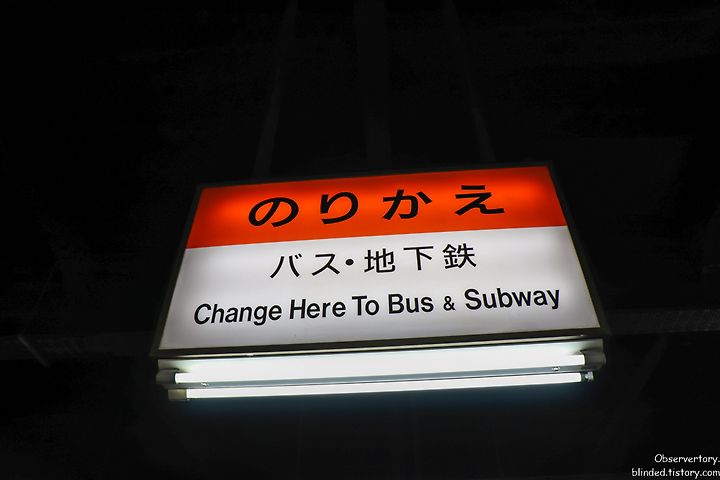 のりかえ
バス・地下鉄
Change Here To Bus & Subway
Observertory.
blinded.tistory.com